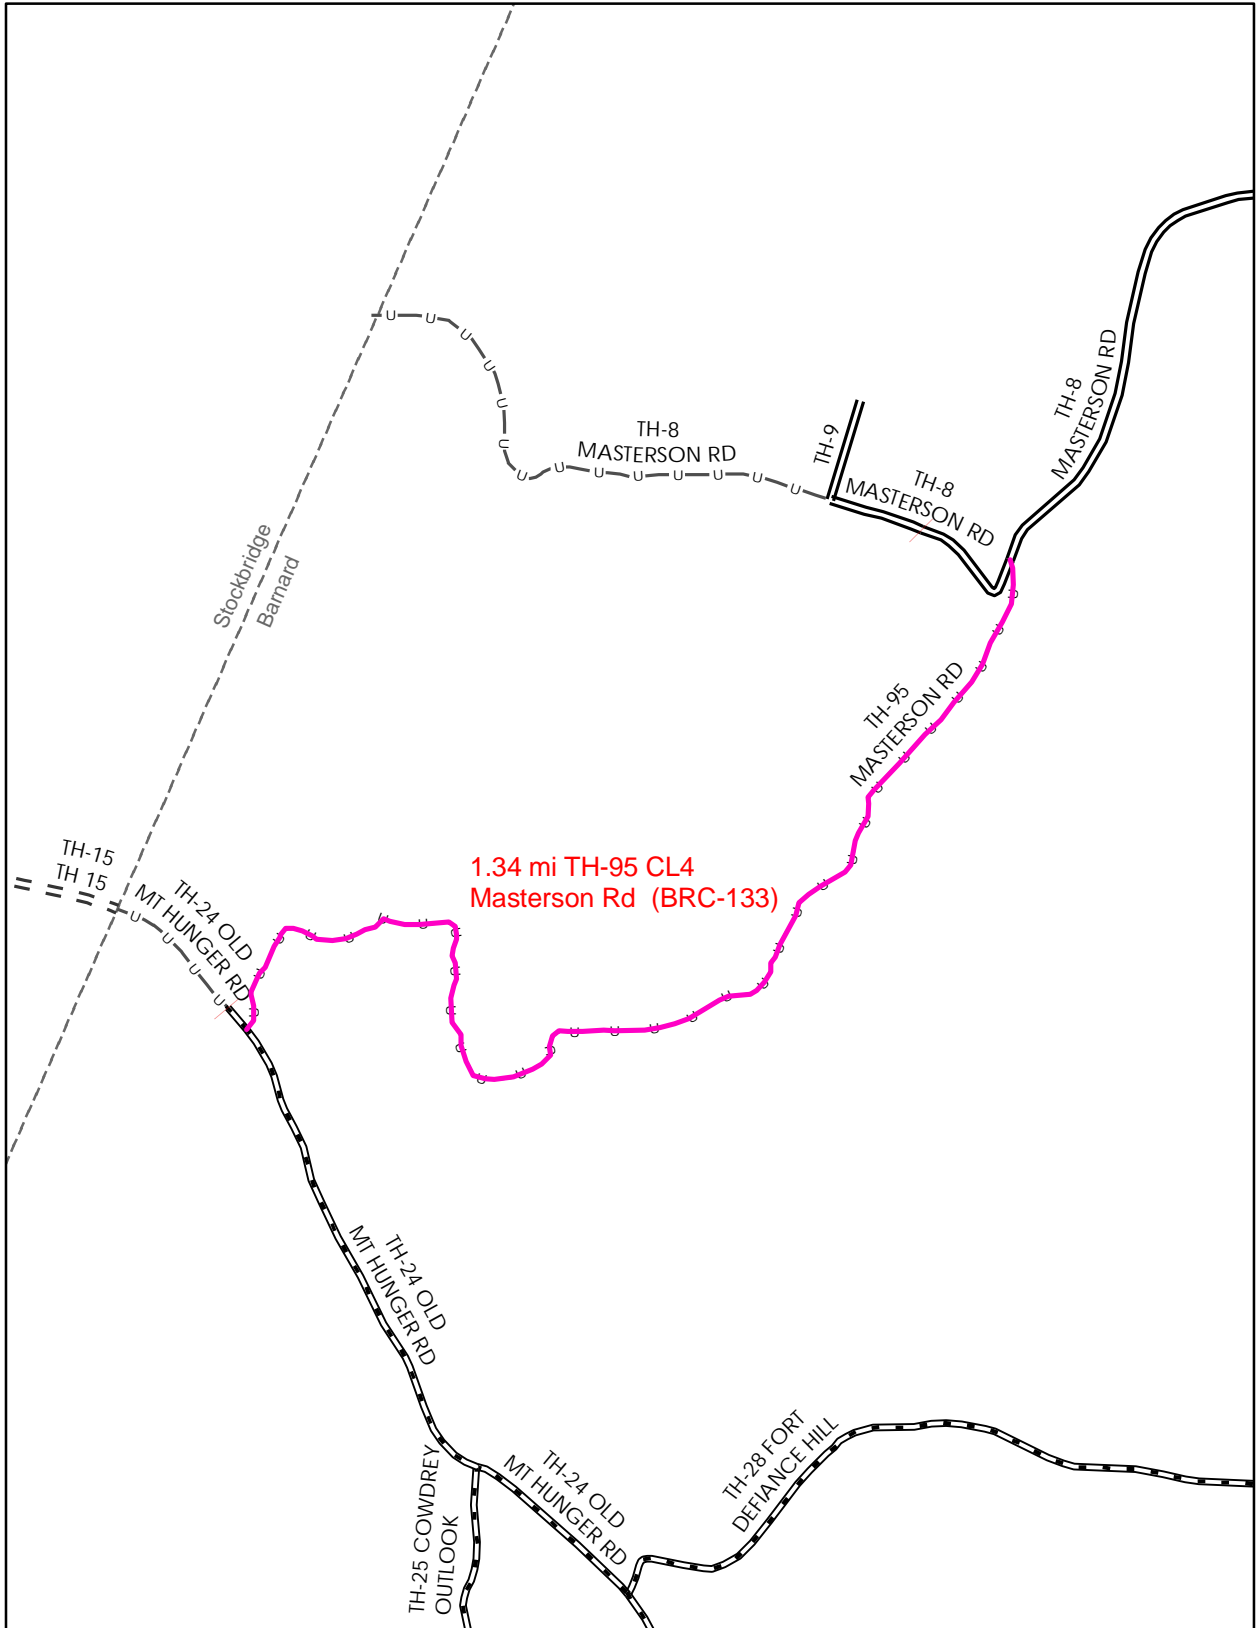 TH-8
MASTERSON RD
TH-9
TH-8
MASTERSON RD
TH-8
MASTERSON RD
Stockbridge
Barnard
TH-95
MASTERSON RD
TH-15
TH 15
TH-24 OLD
MT HUNGER RD
1.34 mi TH-95 CL4
Masterson Rd (BRC-133)
TH-24 OLD
MT HUNGER RD
TH-25 COWDREY
OUTLOOK
TH-24 OLD
MT HUNGER RD
TH-28 FORT
DEFIANCE HILL